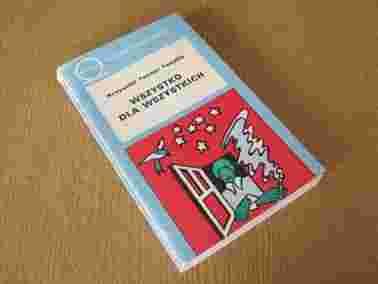 Krzysztof Teodor Toeplitz
WSZYSTKO
DLA WSZYSTKICH